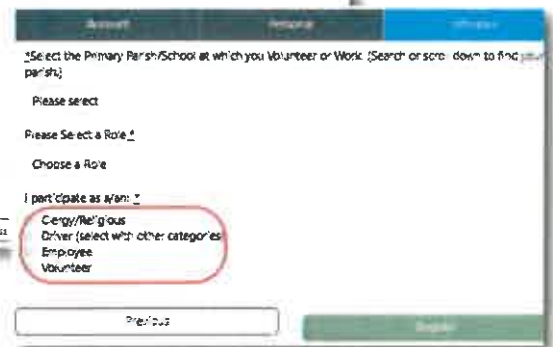 Account Personal
*Select the Primary Parish/School at which you Volunteer or Work. (Search or scroll down to find your
parish.)
Please select
Please Select a Role *
Choose a Role
I participate as a/an: *
Clergy/Religious
Driver (select with other categories)
Employee
Volunteer
Previous Register